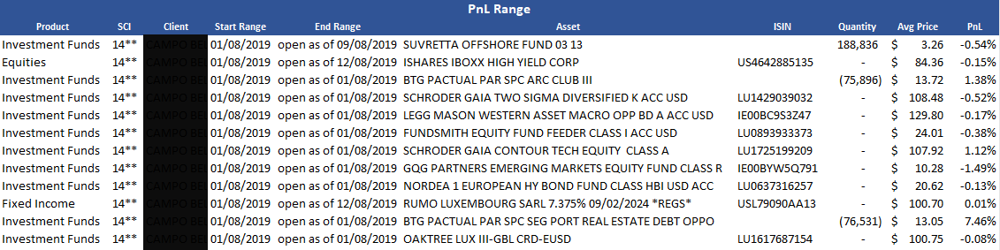 PnL Range
Product SCI Client Start Range End Range Asset ISIN Quantity Avg Price PnL
Investment Funds 14** 01/08/2019 open as of 09/08/2019 SUVRETTA OFFSHORE FUND 03 13 188,836 $ 3.26 -0.54%
Equities 14** 01/08/2019 open as of 12/08/2019 ISHARES IBOXX HIGH YIELD CORP US4642885135 - $ 84.36 -0.15%
Investment Funds 14** 01/08/2019 open as of 01/08/2019 BTG PACTUAL PAR SPC ARC CLUB III (75,896) $ 13.72 1.38%
Investment Funds 14** 01/08/2019 open as of 01/08/2019 SCHRODER GAIA TWO SIGMA DIVERSIFIED K ACC USD LU1429039032 - $ 108.48 -0.52%
Investment Funds 14** 01/08/2019 open as of 01/08/2019 LEGG MASON WESTERN ASSET MACRO OPP BD A ACC USD IE00BC9S3Z47 - $ 129.80 -0.17%
Investment Funds 14** 01/08/2019 open as of 01/08/2019 FUNDSMITH EQUITY FUND FEEDER CLASS I ACC USD LU0893933373 - $ 24.01 -0.38%
Investment Funds 14** 01/08/2019 open as of 01/08/2019 SCHRODER GAIA CONTOUR TECH EQUITY CLASS A LU1725199209 - $ 107.92 1.12%
Investment Funds 14** 01/08/2019 open as of 01/08/2019 GQG PARTNERS EMERGING MARKETS EQUITY FUND CLASS R IE00BYW5Q791 - $ 10.28 -1.49%
Investment Funds 14** 01/08/2019 open as of 01/08/2019 NORDEA 1 EUROPEAN HY BOND FUND CLASS HBI USD ACC LU0637316257 - $ 20.62 -0.13%
Fixed Income 14** 01/08/2019 open as of 12/08/2019 RUMO LUXEMBOURG SARL 7.375% 09/02/2024 *REGS* USL79090AA13 - $ 100.70 0.01%
Investment Funds 14** 01/08/2019 open as of 01/08/2019 BTG PACTUAL PAR SPC SEG PORT REAL ESTATE DEBT OPPO (76,531) $ 13.05 7.46%
Investment Funds 14** 01/08/2019 open as of 01/08/2019 OAKTREE LUX III-GBL CRD-EUSD LU1617687154 - $ 100.75 -0.08%